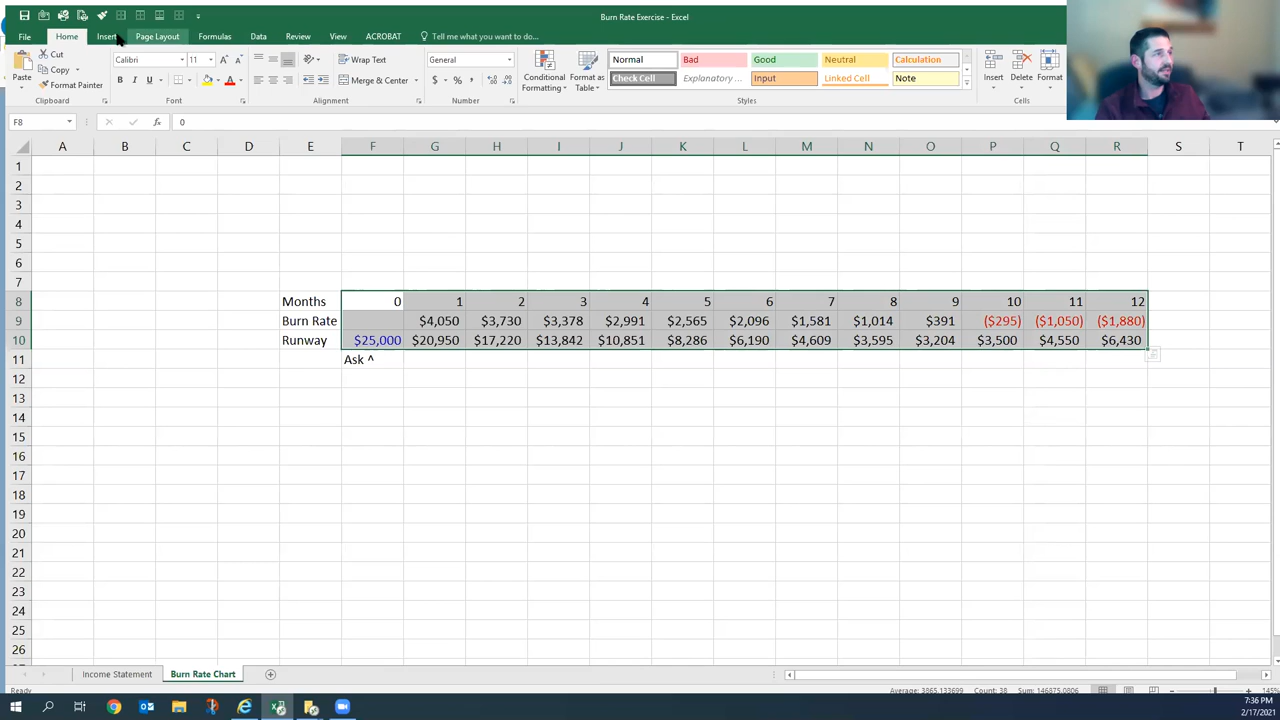 Burn Rate Exercise - Excel
File Home Insert Page Layout Formulas Data Review View ACROBAT Tell me what you want to do...
Paste
Cut
Copy
Format Painter
Clipboard
Calibri 11
B I U
Font
Wrap Text
Merge & Center
Alignment
General
$ % ,
Number
Conditional Formatting
Format as Table
Normal Bad Good Neutral Calculation
Check Cell Explanatory ... Input Linked Cell Note
Styles
Insert Delete Format
Cells
F8 fx 0
A B C D E F G H I J K L M N O P Q R S T
1
2
3
4
5
6
7
8 Months 0 1 2 3 4 5 6 7 8 9 10 11 12
9 Burn Rate $4,050 $3,730 $3,378 $2,991 $2,565 $2,096 $1,581 $1,014 $391 ($295) ($1,050) ($1,880)
10 Runway $25,000 $20,950 $17,220 $13,842 $10,851 $8,286 $6,190 $4,609 $3,595 $3,204 $3,500 $4,550 $6,430
11 Ask ^
12
13
14
15
16
17
18
19
20
21
22
23
24
25
26
Income Statement Burn Rate Chart
Ready Average: 3865.133699 Count: 38 Sum: 146875.0806 145%
7:36 PM
2/17/2021